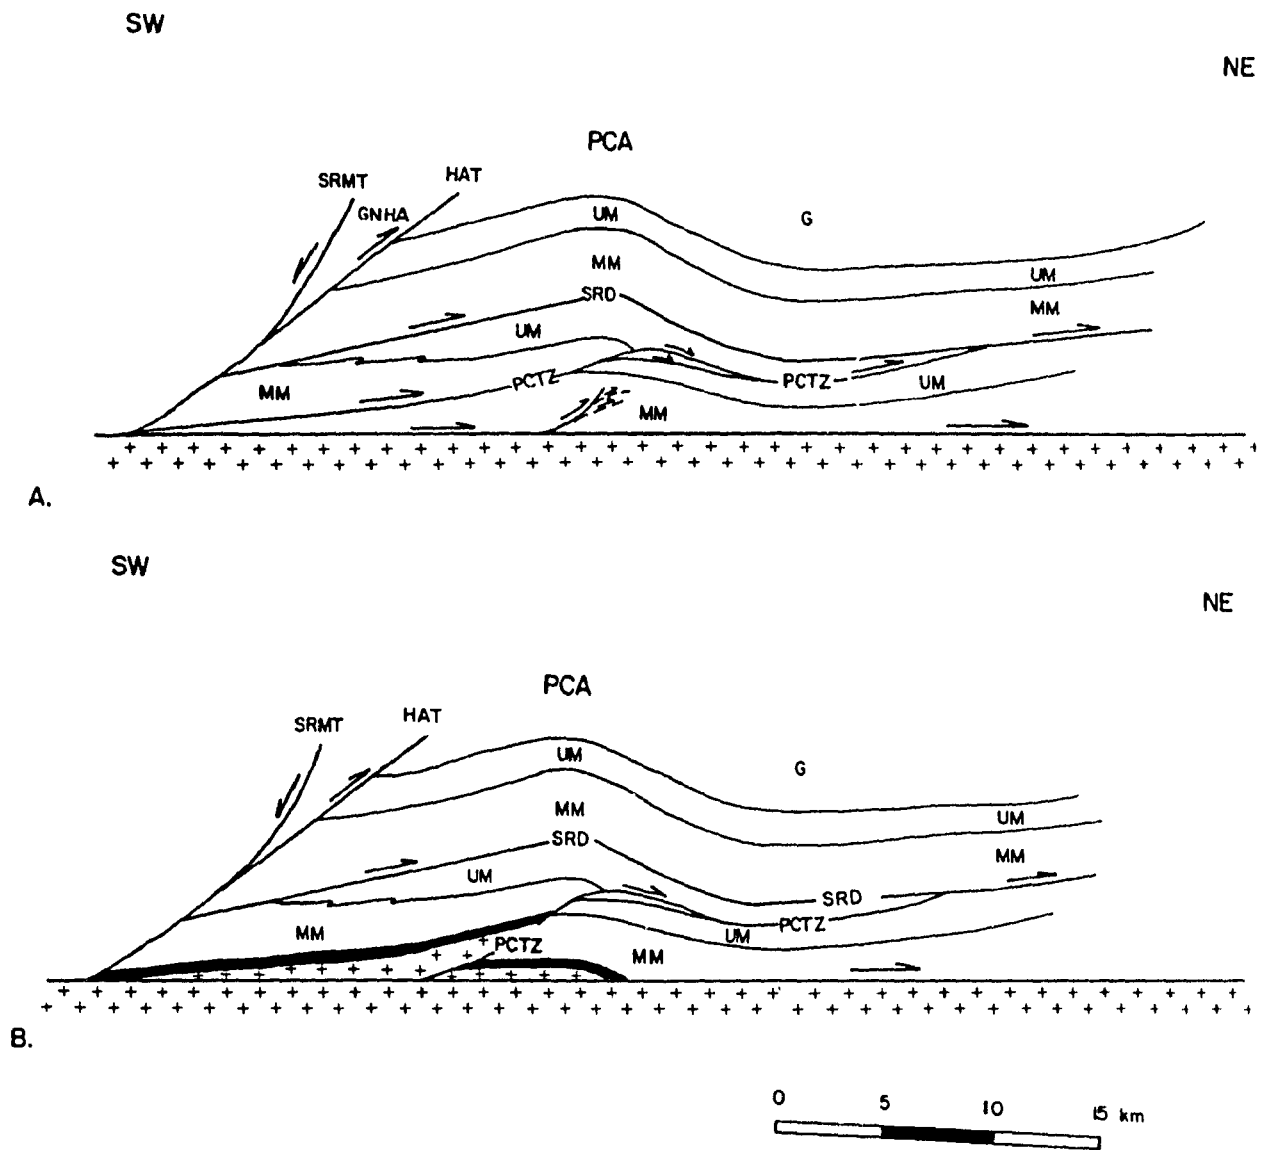 SW
NE
PCA
SRMT
HAT
GNHA
UM
G
MM
UM
SRD
MM
UM
PCTZ
PCTZ
UM
MM
MM
A.
SW
NE
PCA
SRMT
HAT
UM
G
MM
UM
SRD
MM
UM
SRD
PCTZ
MM
UM
PCTZ
MM
B.
0 5 10 15 km